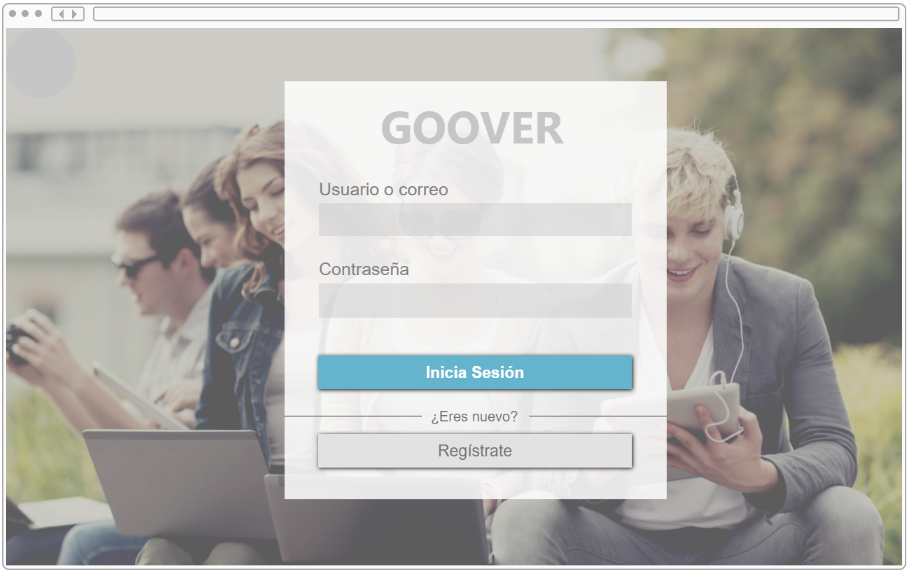 GOOVER
Usuario o correo
Contraseña
Inicia Sesión
¿Eres nuevo?
Regístrate